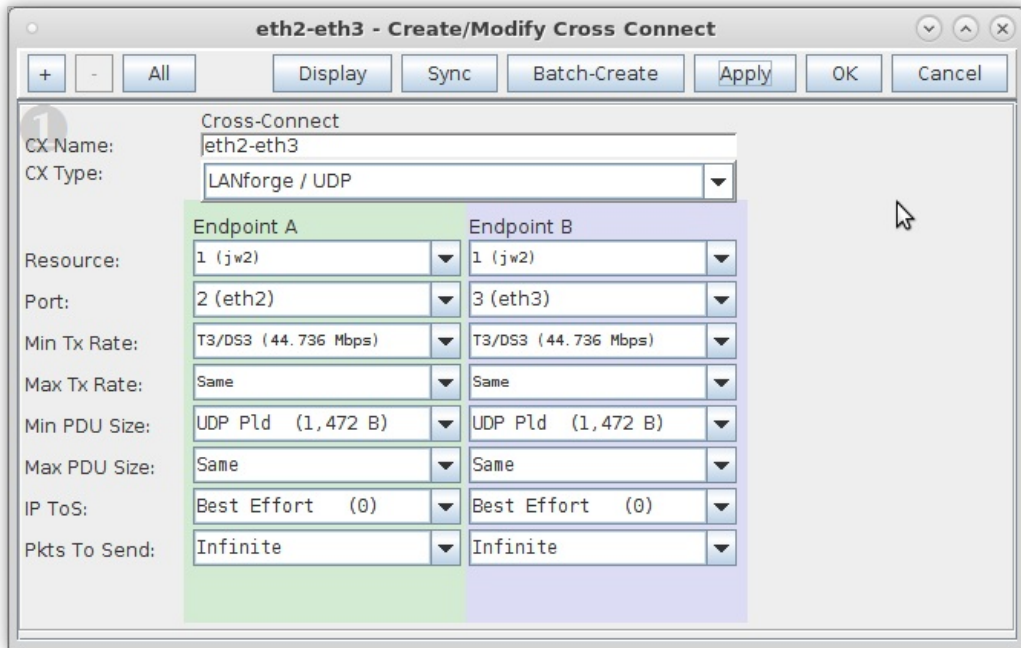 eth2-eth3 - Create/Modify Cross Connect
+ - All Display Sync Batch-Create Apply OK Cancel
1
Cross-Connect
CX Name: eth2-eth3
CX Type: LANforge / UDP
Endpoint A Endpoint B
Resource: 1 (jw2) 1 (jw2)
Port: 2 (eth2) 3 (eth3)
Min Tx Rate: T3/DS3 (44.736 Mbps) T3/DS3 (44.736 Mbps)
Max Tx Rate: Same Same
Min PDU Size: UDP Pld (1,472 B) UDP Pld (1,472 B)
Max PDU Size: Same Same
IP ToS: Best Effort (0) Best Effort (0)
Pkts To Send: Infinite Infinite